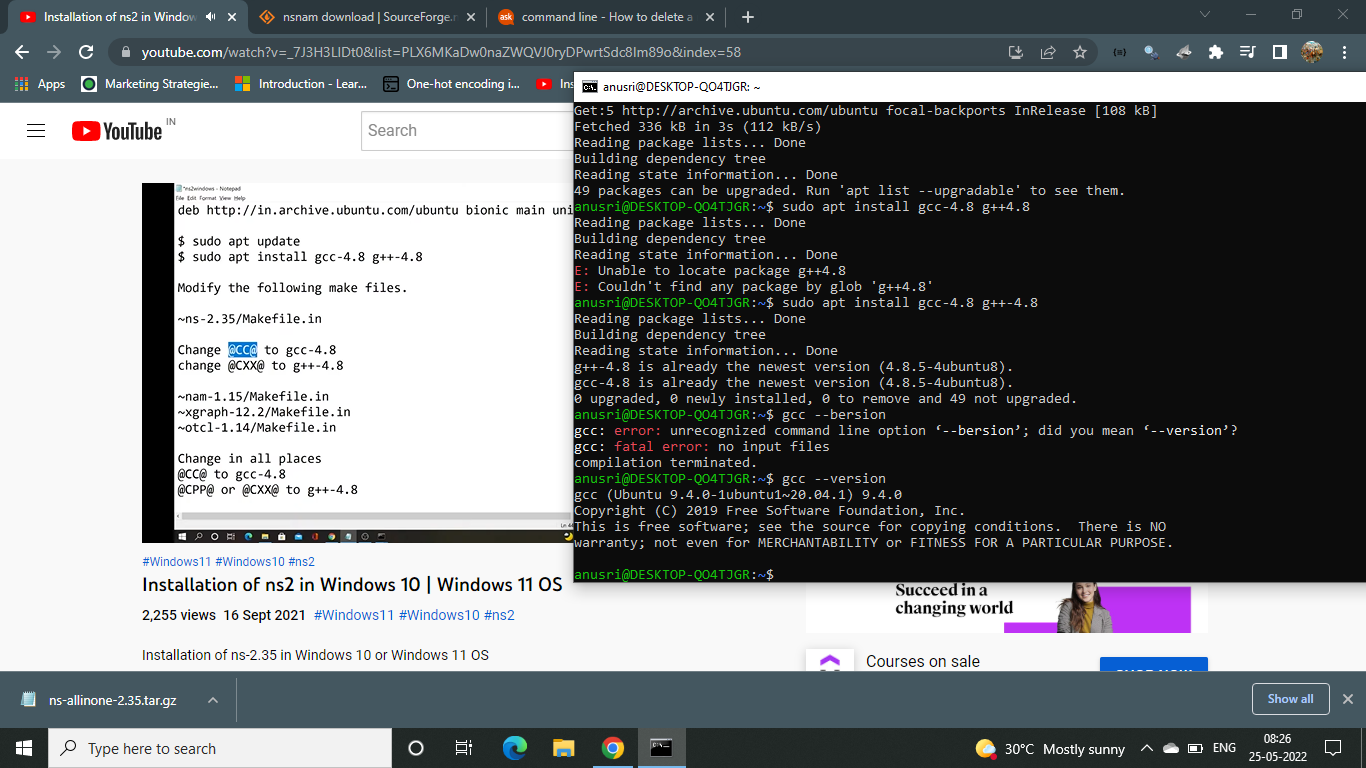 Installation of ns2 in Window
nsnam download | SourceForge.n
command line - How to delete a
youtube.com/watch?v=_7J3H3LIDt0&list=PLX6MKaDw0naZWQVJ0ryDPwrtSdc8Im89o&index=58
Apps
Marketing Strategie...
Introduction - Lear...
One-hot encoding i...
Ins
YouTube IN
Search
*ns2windows - Notepad
File Edit Format View Help
deb http://in.archive.ubuntu.com/ubuntu bionic main uni
$ sudo apt update
$ sudo apt install gcc-4.8 g++-4.8
Modify the following make files.
~ns-2.35/Makefile.in
Change @CC@ to gcc-4.8
change @CXX@ to g++-4.8
~nam-1.15/Makefile.in
~xgraph-12.2/Makefile.in
~otcl-1.14/Makefile.in
Change in all places
@CC@ to gcc-4.8
@CPP@ or @CXX@ to g++-4.8
Ln 44
#Windows11 #Windows10 #ns2
Installation of ns2 in Windows 10 | Windows 11 OS
2,255 views 16 Sept 2021 #Windows11 #Windows10 #ns2
Installation of ns-2.35 in Windows 10 or Windows 11 OS
anusri@DESKTOP-QO4TJGR: ~
Get:5 http://archive.ubuntu.com/ubuntu focal-backports InRelease [108 kB]
Fetched 336 kB in 3s (112 kB/s)
Reading package lists... Done
Building dependency tree
Reading state information... Done
49 packages can be upgraded. Run 'apt list --upgradable' to see them.
anusri@DESKTOP-QO4TJGR:~$ sudo apt install gcc-4.8 g++4.8
Reading package lists... Done
Building dependency tree
Reading state information... Done
E: Unable to locate package g++4.8
E: Couldn't find any package by glob 'g++4.8'
anusri@DESKTOP-QO4TJGR:~$ sudo apt install gcc-4.8 g++-4.8
Reading package lists... Done
Building dependency tree
Reading state information... Done
g++-4.8 is already the newest version (4.8.5-4ubuntu8).
gcc-4.8 is already the newest version (4.8.5-4ubuntu8).
0 upgraded, 0 newly installed, 0 to remove and 49 not upgraded.
anusri@DESKTOP-QO4TJGR:~$ gcc --bersion
gcc: error: unrecognized command line option ‘--bersion’; did you mean ‘--version’?
gcc: fatal error: no input files
compilation terminated.
anusri@DESKTOP-QO4TJGR:~$ gcc --version
gcc (Ubuntu 9.4.0-1ubuntu1~20.04.1) 9.4.0
Copyright (C) 2019 Free Software Foundation, Inc.
This is free software; see the source for copying conditions.  There is NO
warranty; not even for MERCHANTABILITY or FITNESS FOR A PARTICULAR PURPOSE.
anusri@DESKTOP-QO4TJGR:~$
Succeed in a
changing world
Courses on sale
ns-allinone-2.35.tar.gz
Show all
Type here to search
30°C Mostly sunny
ENG
08:26
25-05-2022